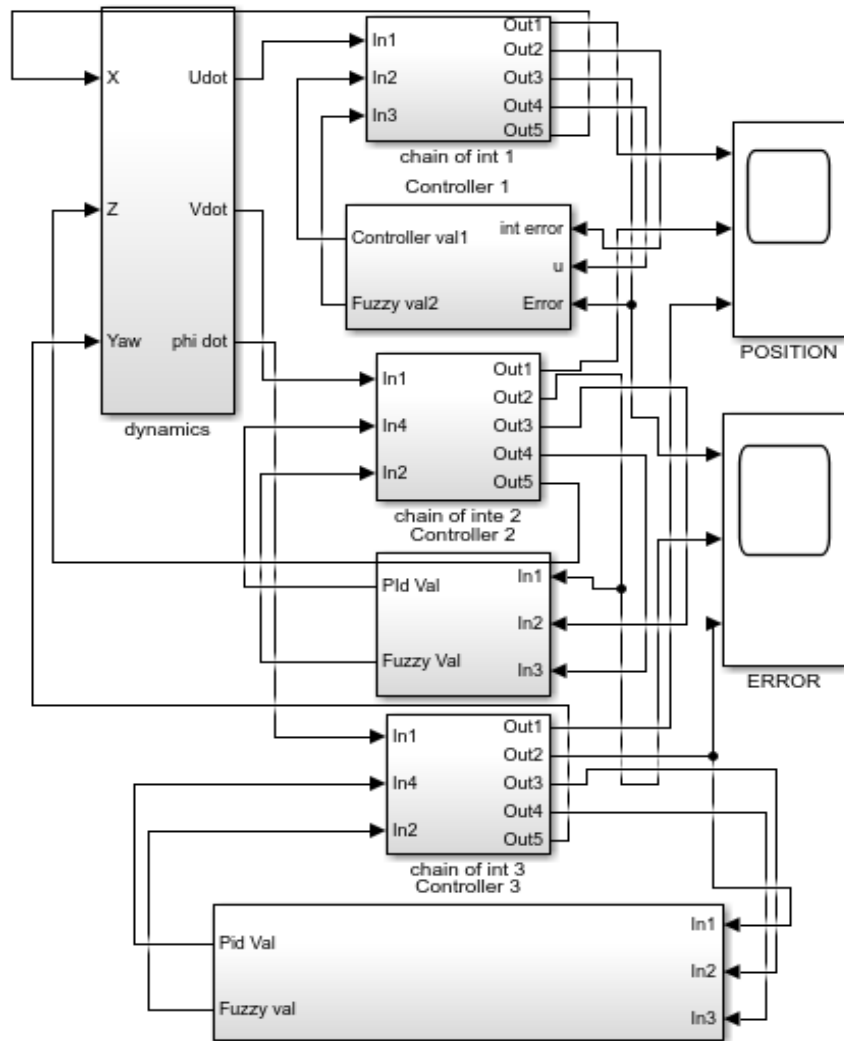 X
Udot
Z
Vdot
Yaw
phi dot
dynamics
In1
In2
In3
Out1
Out2
Out3
Out4
Out5
chain of int 1
Controller 1
Controller val1
Fuzzy val2
int error
u
Error
POSITION
In1
In4
In2
Out1
Out2
Out3
Out4
Out5
chain of inte 2
Controller 2
PId Val
Fuzzy Val
In1
In2
In3
ERROR
In1
In4
In2
Out1
Out2
Out3
Out4
Out5
chain of int 3
Controller 3
Pid Val
Fuzzy val
In1
In2
In3